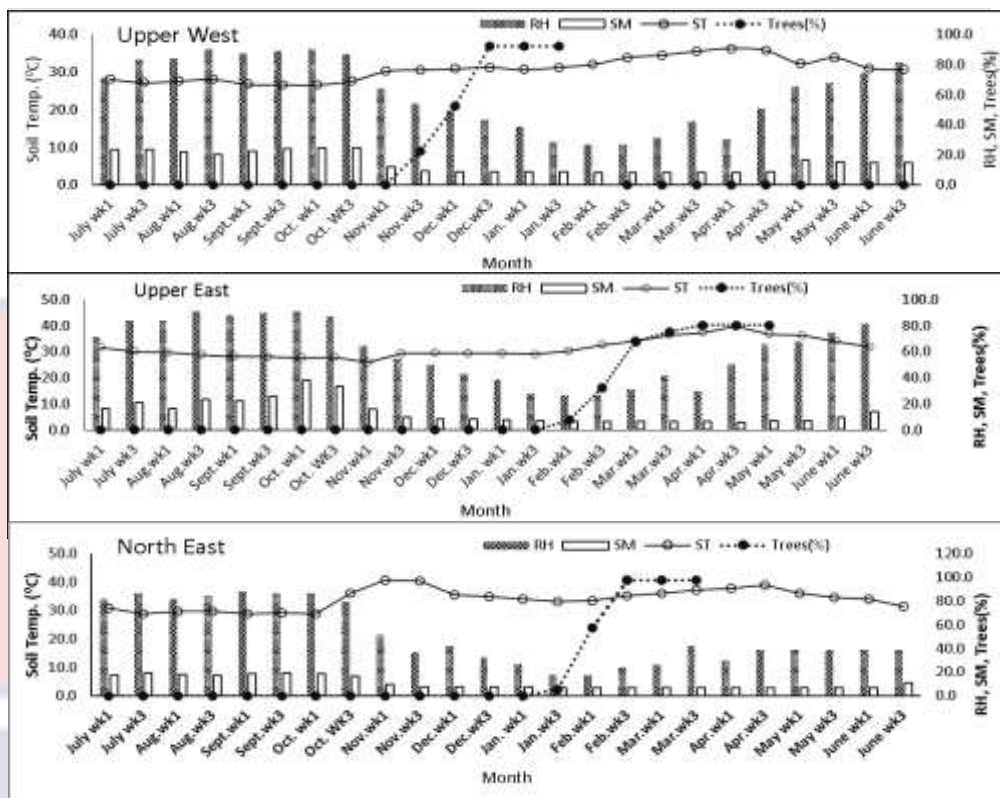 Upper West
RH SM ST Trees(%)
Soil Temp. (⁰C)
40.0
30.0
20.0
10.0
0.0
100.0
80.0
60.0
40.0
20.0
0.0
RH, SM, Trees(%)
July wk1 July wk3 Aug.wk1 Aug.wk3 Sept.wk1 Sept.wk3 Oct. wk1 Oct. WK3 Nov.wk1 Nov.wk3 Dec.wk1 Dec.wk3 Jan. wk1 Jan. wk3 Feb. wk1 Feb.wk3 Mar.wk1 Mar.wk3 Apr.wk1 Apr.wk3 May wk1 May wk3 June wk1 June wk3
Month
Upper East
RH SM ST Trees(%)
Soil Temp. (⁰C)
50.0
40.0
30.0
20.0
10.0
0.0
100.0
80.0
60.0
40.0
20.0
0.0
RH, SM, Trees(%)
July wk1 July wk3 Aug.wk1 Aug.wk3 Sept.wk1 Sept.wk3 Oct. wk1 Oct. WK3 Nov.wk1 Nov.wk3 Dec.wk1 Dec.wk3 Jan. wk1 Jan.wk3 Feb.wk1 Feb.wk3 Mar.wk1 Mar.wk3 Apr.wk1 Apr.wk3 May wk1 May wk3 June wk1 June wk3
Month
North East
RH SM ST Trees(%)
Soil Temp. (⁰C)
50.0
40.0
30.0
20.0
10.0
0.0
120.0
100.0
80.0
60.0
40.0
20.0
0.0
RH, SM, Trees(%)
July wk1 July wk3 Aug.wk1 Aug.wk3 Sept.wk1 Sept.wk3 Oct. wk1 Oct. WK3 Nov.wk1 Nov.wk3 Dec.wk1 Dec.wk3 Jan. wk1 Jan.wk3 Feb.wk1 Feb.wk3 Mar.wk1 Mar.wk3 Apr.wk1 Apr.wk3 May wk1 May wk3 June wk1 June wk3
Month